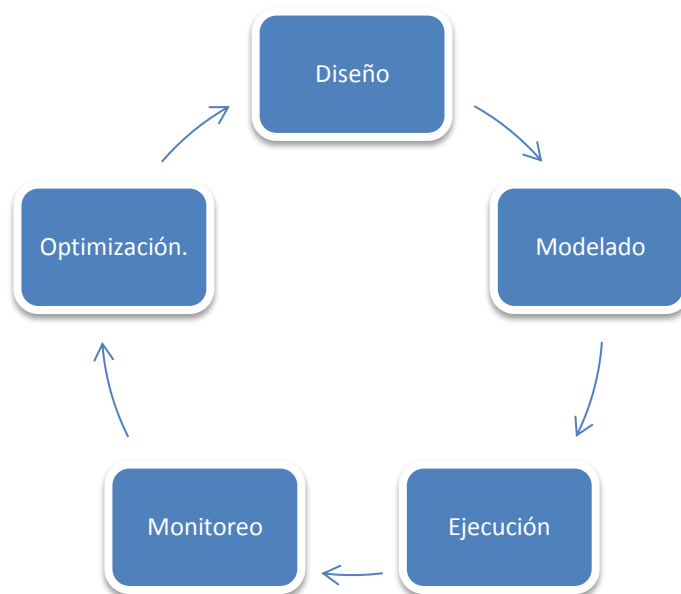 Diseño
Modelado
Ejecución
Monitoreo
Optimización.